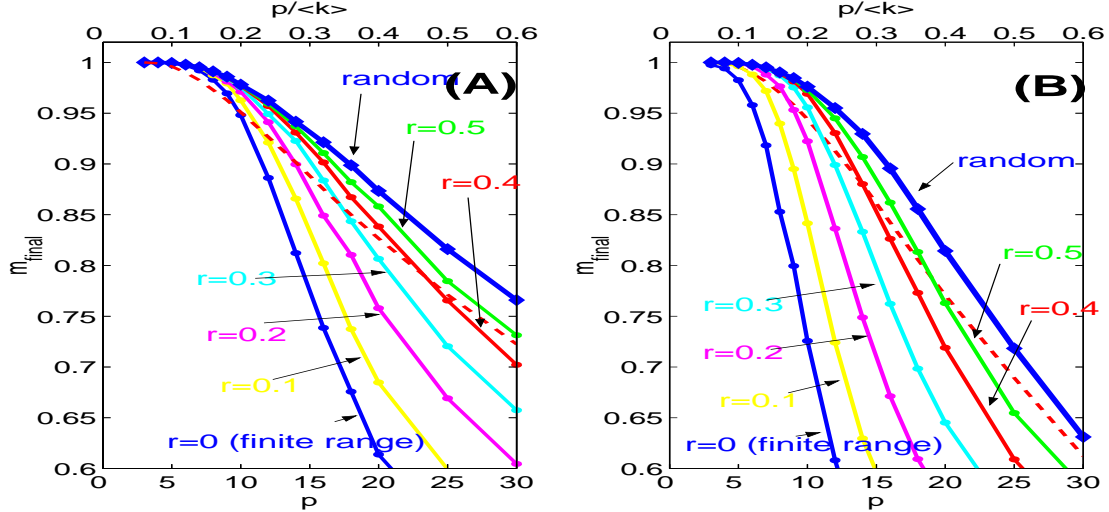 p/<k>
0 0.1 0.2 0.3 0.4 0.5 0.6
1
0.95
0.9
0.85
0.8
0.75
0.7
0.65
0.6
m_final
random
(A)
r=0.5
r=0.4
r=0.3
r=0.2
r=0.1
r=0 (finite range)
0 5 10 15 20 25 30
p
p/<k>
0 0.1 0.2 0.3 0.4 0.5 0.6
1
0.95
0.9
0.85
0.8
0.75
0.7
0.65
0.6
m_final
(B)
random
r=0.5
r=0.3
r=0.4
r=0.2
r=0.1
r=0 (finite range)
0 5 10 15 20 25 30
p